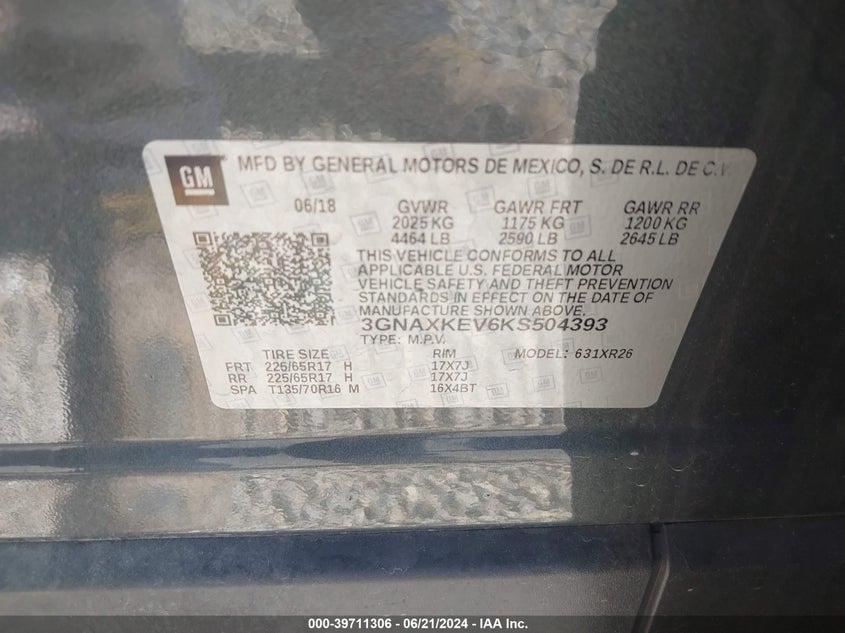 GM MFD BY GENERAL MOTORS DE MEXICO, S. DE R.L. DE C.V.
06/18 GVWR GAWR FRT GAWR RR
2025 KG 1175 KG 1200 KG
4464 LB 2590 LB 2645 LB
THIS VEHICLE CONFORMS TO ALL
APPLICABLE U.S. FEDERAL MOTOR
VEHICLE SAFETY AND THEFT PREVENTION
STANDARDS IN EFFECT ON THE DATE OF
MANUFACTURE SHOWN ABOVE.
3GNAXKEV6KS504393
TYPE: M.P.V. MODEL: 631XR26
TIRE SIZE RIM
FRT 225/65R17 H 17X7J
RR 225/65R17 H 17X7J
SPA T135/70R16 M 16X4BT
000-39711306 - 06/21/2024 - IAA Inc.